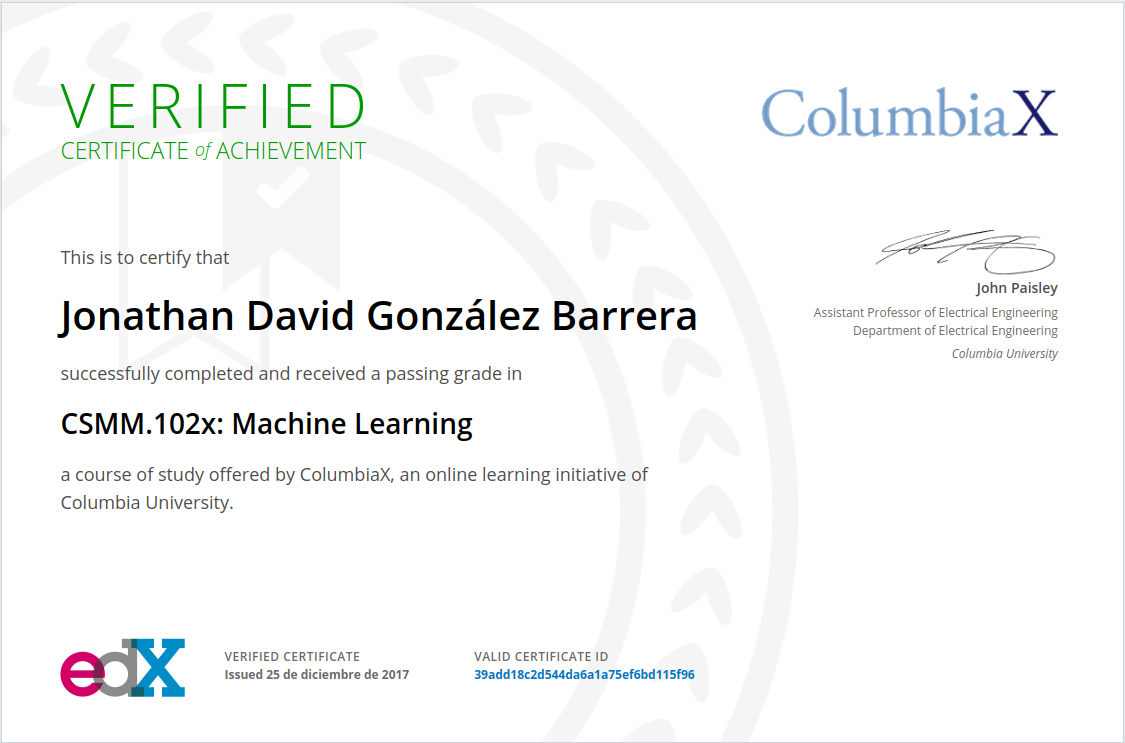 VERIFIED
CERTIFICATE of ACHIEVEMENT
ColumbiaX
This is to certify that
Jonathan David González Barrera
successfully completed and received a passing grade in
CSMM.102x: Machine Learning
a course of study offered by ColumbiaX, an online learning initiative of
Columbia University.
John Paisley
Assistant Professor of Electrical Engineering
Department of Electrical Engineering
Columbia University
edX
VERIFIED CERTIFICATE
Issued 25 de diciembre de 2017
VALID CERTIFICATE ID
39add18c2d544da6a1a75ef6bd115f96